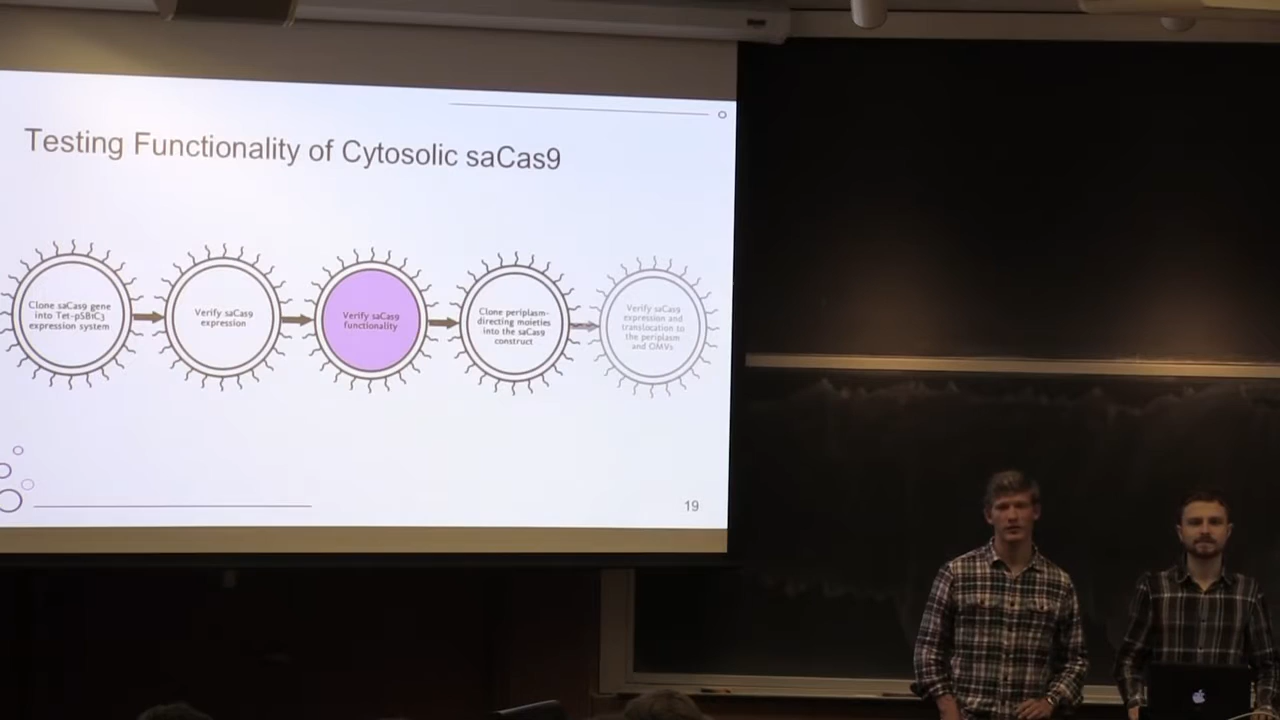 Testing Functionality of Cytosolic saCas9
Clone saCas9 gene
into Tet-pSB1C3
expression system
Verify saCas9
expression
Verify saCas9
functionality
Clone periplasm-
directing moieties
into the saCas9
construct
Verify saCas9
expression and
translocation to
the periplasm
and OMVs
19